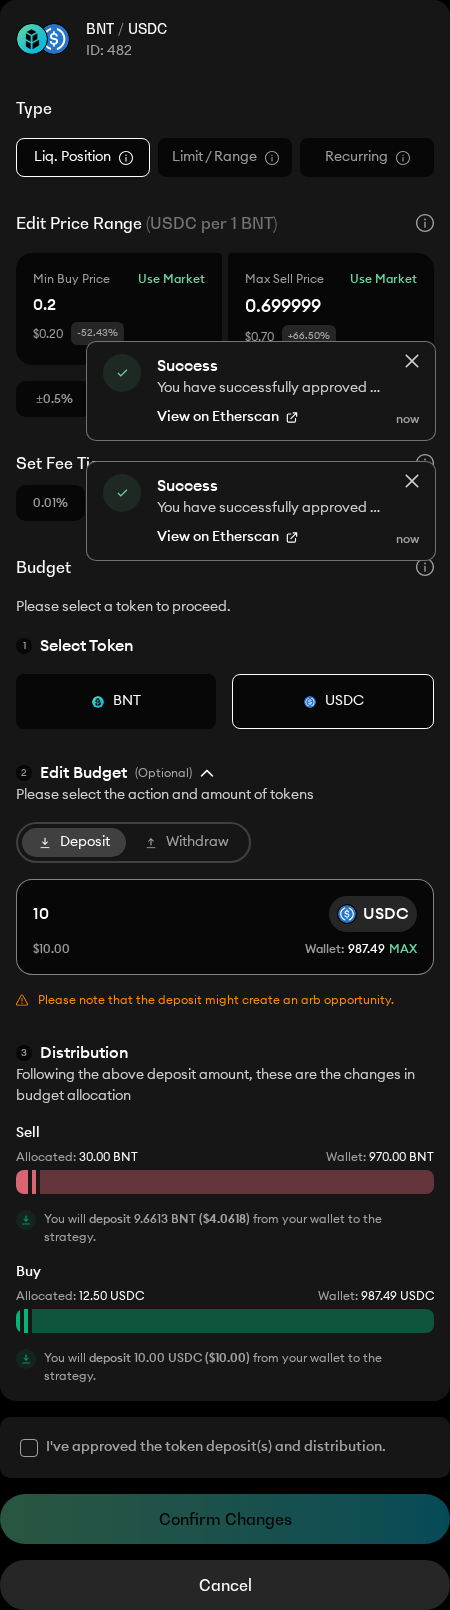 BNT / USDC
ID: 482
Type
Liq. Position
Limit / Range
Recurring
Edit Price Range (USDC per 1 BNT)
Min Buy Price
Use Market
0.2
$0.20
-52.43%
Max Sell Price
Use Market
0.699999
$0.70
+66.50%
±0.5%
Success
You have successfully approved ...
View on Etherscan
now
Set Fee
0.01%
Success
You have successfully approved ...
View on Etherscan
now
Budget
Please select a token to proceed.
1 Select Token
BNT
USDC
2 Edit Budget (Optional)
Please select the action and amount of tokens
Deposit
Withdraw
10
USDC
$10.00
Wallet: 987.49 MAX
Please note that the deposit might create an arb opportunity.
3 Distribution
Following the above deposit amount, these are the changes in
budget allocation
Sell
Allocated: 30.00 BNT
Wallet: 970.00 BNT
You will deposit 9.6613 BNT ($4.0618) from your wallet to the
strategy.
Buy
Allocated: 12.50 USDC
Wallet: 987.49 USDC
You will deposit 10.00 USDC ($10.00) from your wallet to the
strategy.
I've approved the token deposit(s) and distribution.
Confirm Changes
Cancel